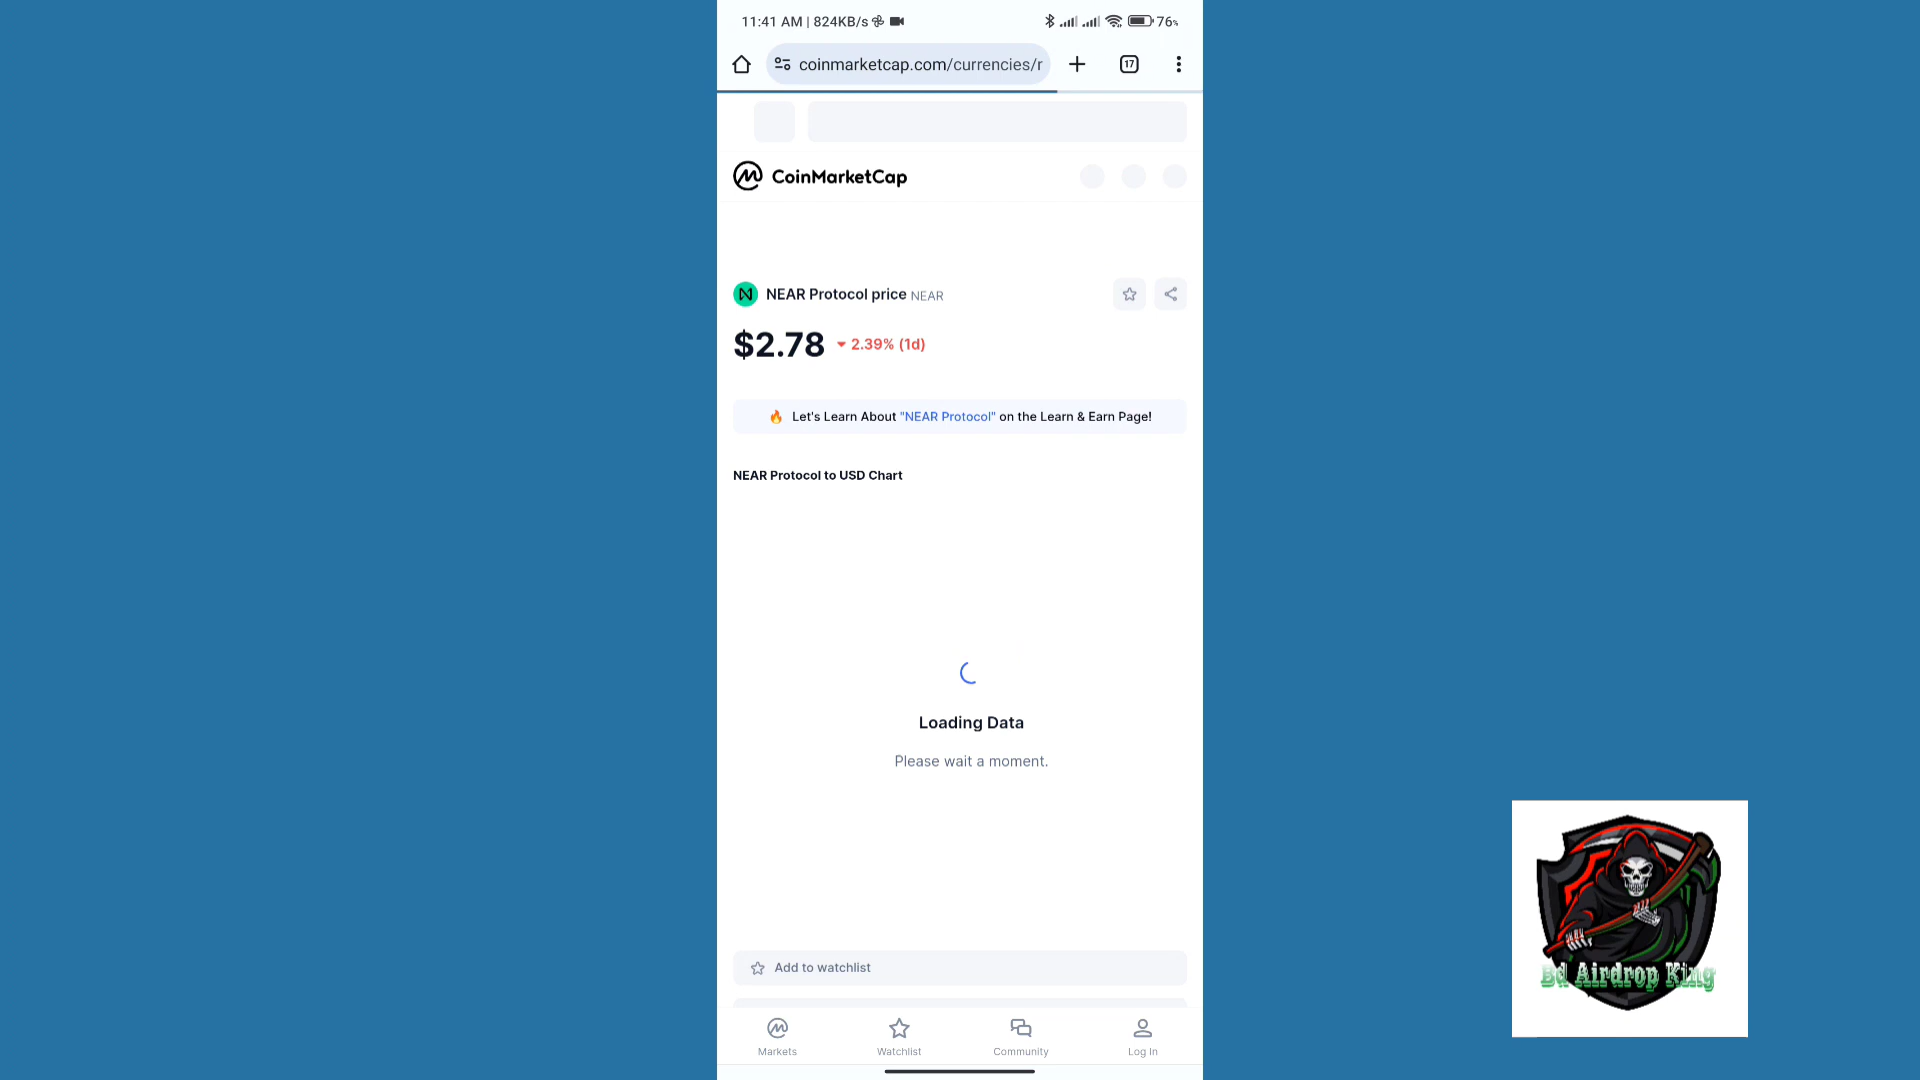 11:41 AM | 824KB/s
76%
coinmarketcap.com/currencies/r
17
CoinMarketCap
NEAR Protocol price NEAR
$2.78 2.39% (1d)
Let's Learn About "NEAR Protocol" on the Learn & Earn Page!
NEAR Protocol to USD Chart
Loading Data
Please wait a moment.
Add to watchlist
Markets
Watchlist
Community
Log In
Bd Airdrop King